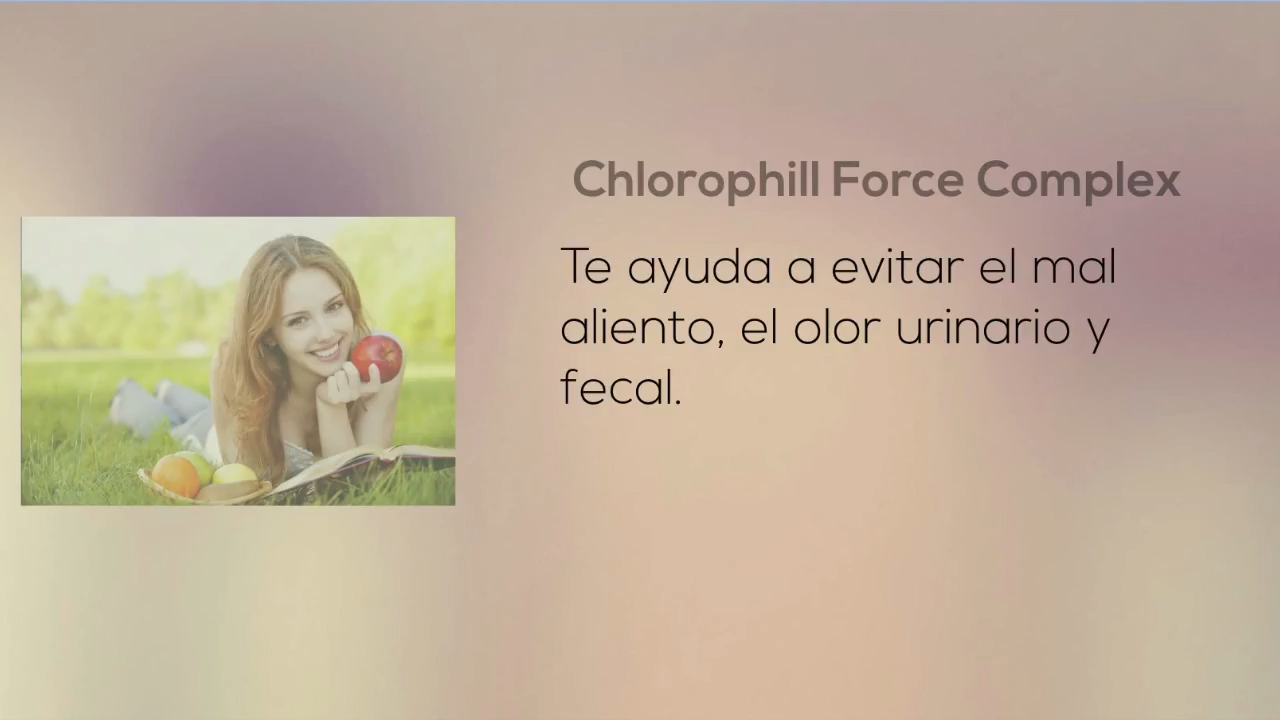 Chlorophill Force Complex
Te ayuda a evitar el mal
aliento, el olor urinario y
fecal.